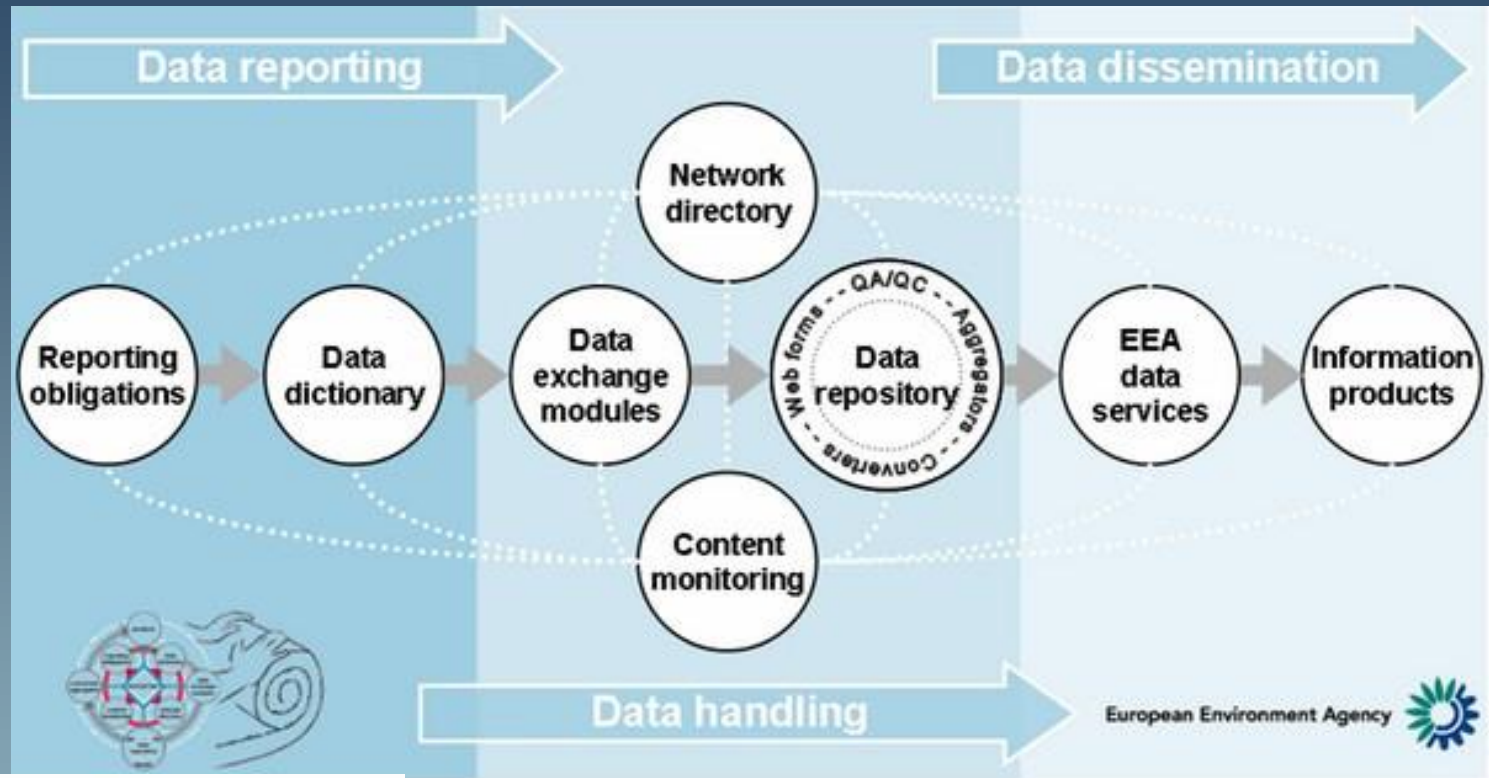 Data reporting
Data dissemination
Network
directory
Reporting
obligations
Data
dictionary
Data
exchange
modules
Web forms - - QA/QC - - Aggregators - - Converters - -
Data
repository
EEA
data
services
Information
products
Content
monitoring
Data handling
European Environment Agency